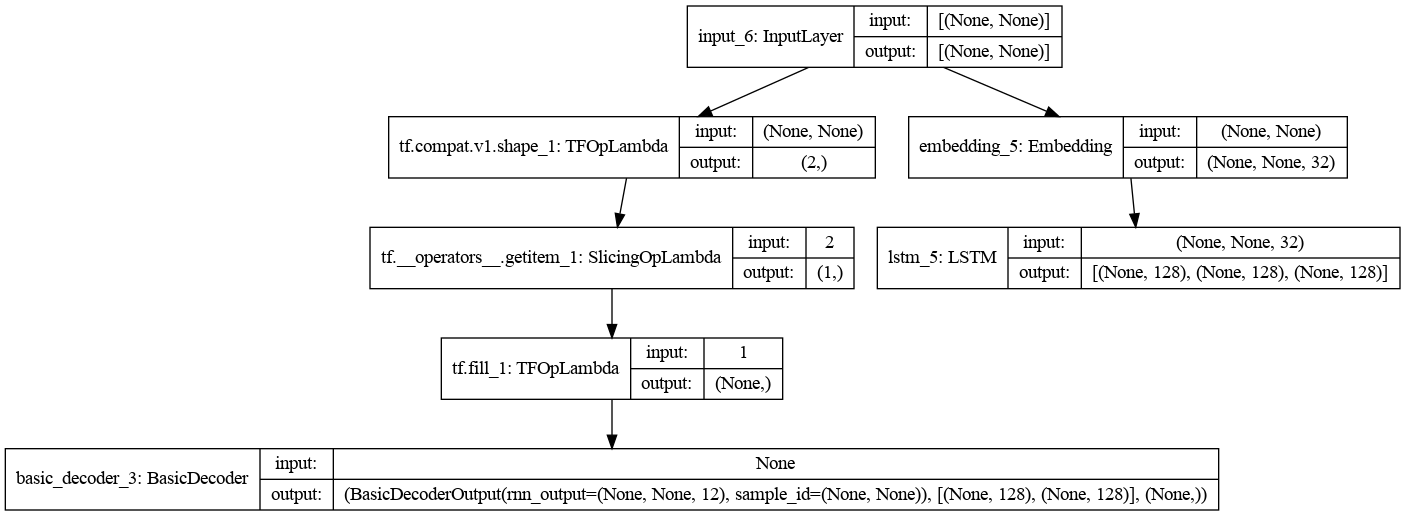 input_6: InputLayer
input: [(None, None)]
output: [(None, None)]
tf.compat.v1.shape_1: TFOpLambda
input: (None, None)
output: (2,)
embedding_5: Embedding
input: (None, None)
output: (None, None, 32)
tf.__operators__.getitem_1: SlicingOpLambda
input: 2
output: (1,)
lstm_5: LSTM
input: (None, None, 32)
output: [(None, 128), (None, 128), (None, 128)]
tf.fill_1: TFOpLambda
input: 1
output: (None,)
basic_decoder_3: BasicDecoder
input: None
output: (BasicDecoderOutput(rnn_output=(None, None, 12), sample_id=(None, None)), [(None, 128), (None, 128)], (None,))